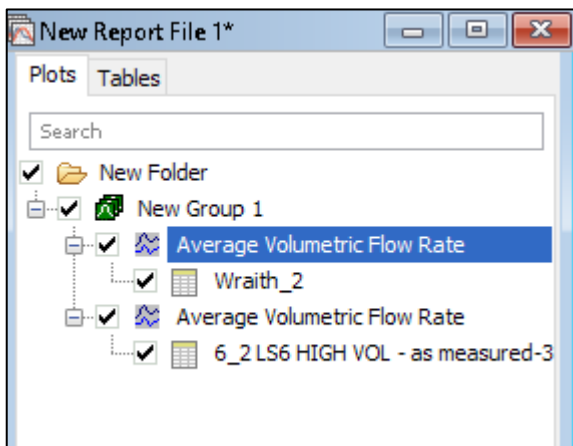 New Report File 1*
Plots Tables
Search
New Folder
New Group 1
Average Volumetric Flow Rate
Wraith_2
Average Volumetric Flow Rate
6_2 LS6 HIGH VOL - as measured-3